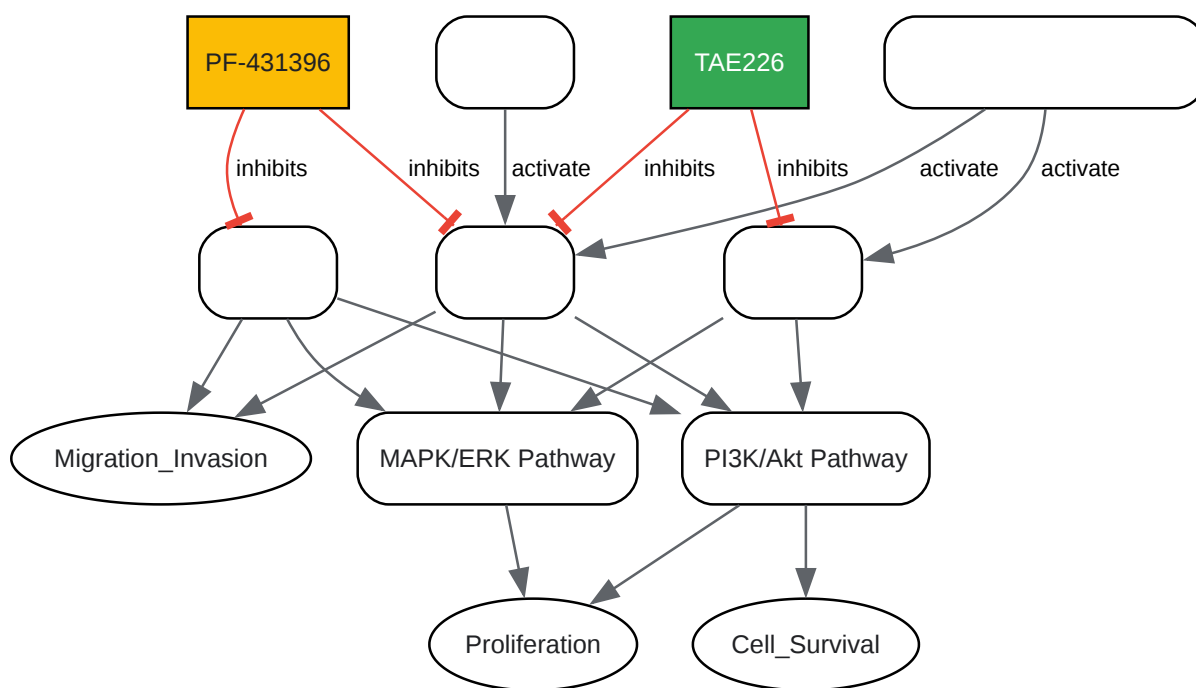 PF-431396
TAE226
inhibits
inhibits
activate
inhibits
inhibits
activate
activate
Migration_Invasion
MAPK/ERK Pathway
PI3K/Akt Pathway
Proliferation
Cell_Survival